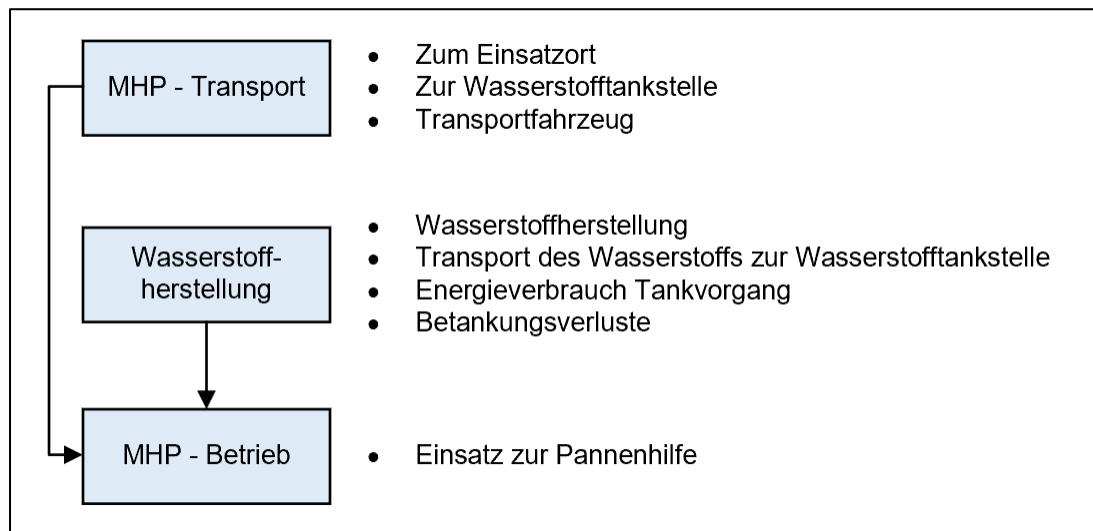 MHP - Transport
• Zum Einsatzort
• Zur Wasserstofftankstelle
• Transportfahrzeug
Wasserstoff-
herstellung
• Wasserstoffherstellung
• Transport des Wasserstoffs zur Wasserstofftankstelle
• Energieverbrauch Tankvorgang
• Betankungsverluste
MHP - Betrieb
• Einsatz zur Pannenhilfe